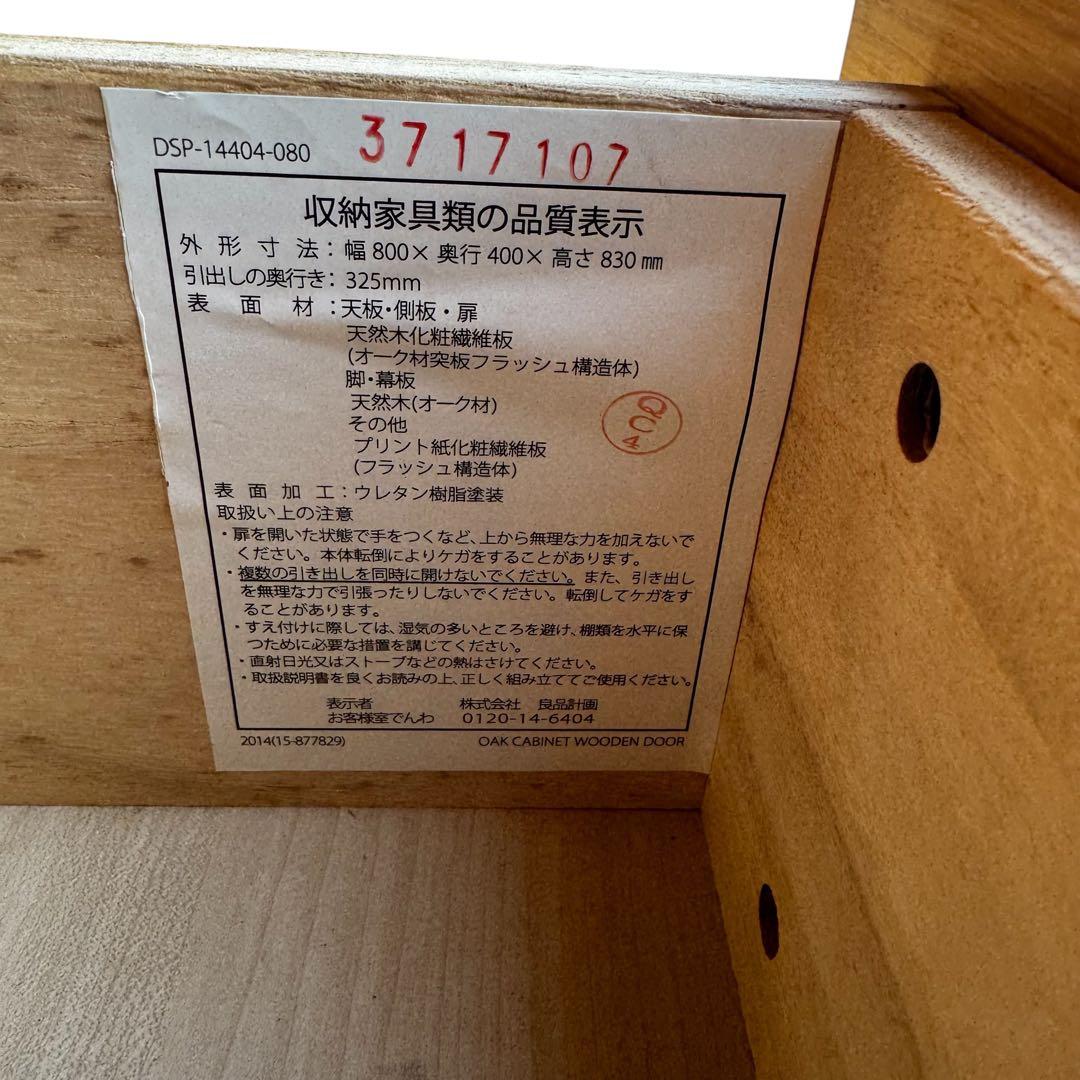 DSP-14404-080 3717107
収納家具類の品質表示
外形寸法：幅 800× 奥行 400× 高さ 830 ㎜
引出しの奥行き：325mm
表面材：天板・側板・扉
天然木化粧繊維板
(オーク材突板フラッシュ構造体)
脚・幕板
天然木(オーク材)
その他
プリント紙化粧繊維板
(フラッシュ構造体)
QC4
表面加工：ウレタン樹脂塗装
取扱い上の注意
・扉を開いた状態で手をつくなど、上から無理な力を加えないで
ください。本体転倒によりケガをすることがあります。
・複数の引き出しを同時に開けないでください。また、引き出し
を無理な力で引張ったりしないでください。転倒してケガをす
ることがあります。
・すえ付けに際しては、湿気の多いところを避け、棚類を水平に保
つために必要な措置を講じてください。
・直射日光又はストーブなどの熱はさけてください。
・取扱説明書を良くお読みの上、正しく組み立ててご使用ください。
表示者 株式会社 良品計画
お客様室でんわ 0120-14-6404
2014(15-877829) OAK CABINET WOODEN DOOR